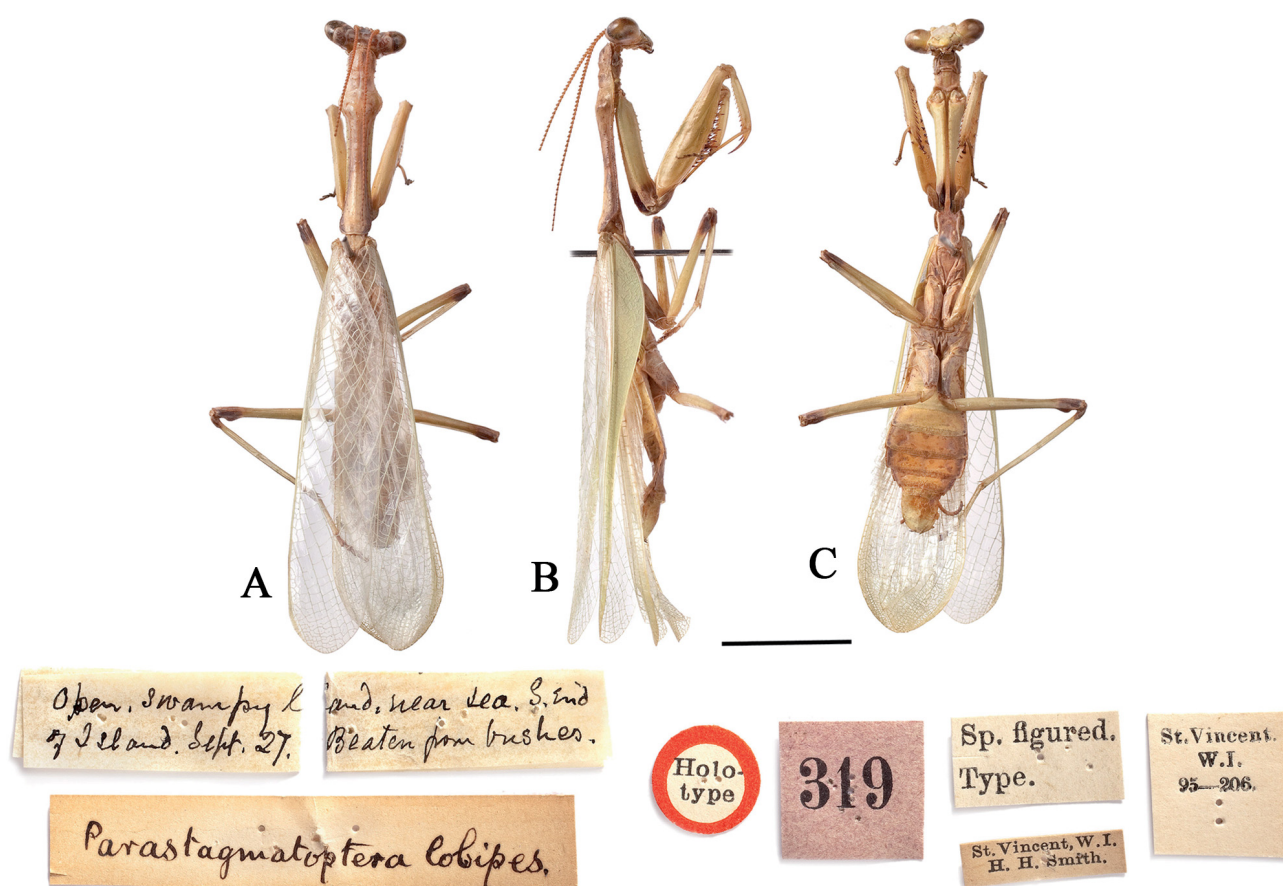 A
B
C
Open, swampy land, near sea. S. End
of Island. Sept. 27. Beaten from bushes.
Parastagmatoptera lobipes.
Holo-
type
319
Sp. figured.
Type.
St. Vincent, W.I.
H. H. Smith.
St. Vincent.
W.I.
95—206.